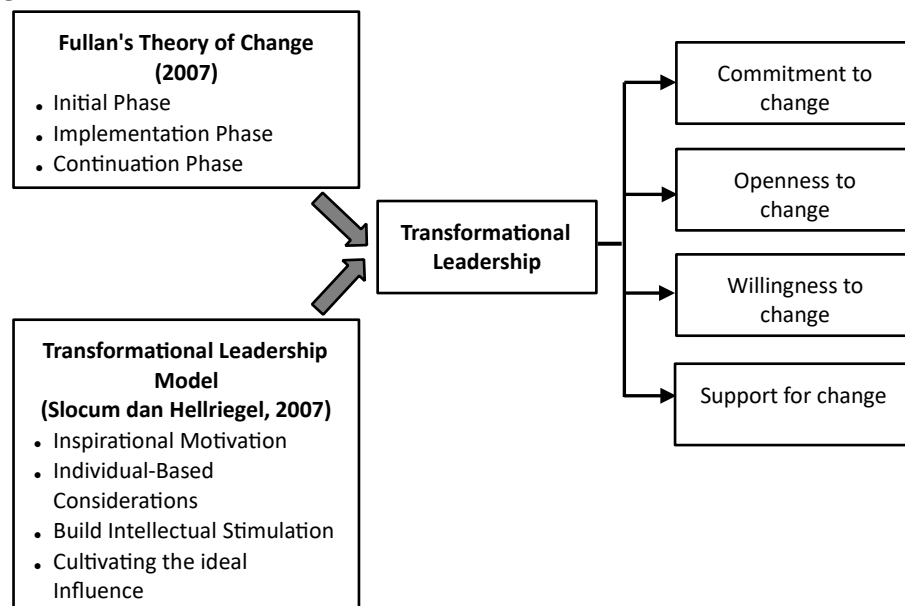 Fullan's Theory of Change
(2007)
• Initial Phase
• Implementation Phase
• Continuation Phase
Transformational Leadership
Model
(Slocum dan Hellriegel, 2007)
• Inspirational Motivation
• Individual-Based
Considerations
• Build Intellectual Stimulation
• Cultivating the ideal
Influence
Transformational
Leadership
Commitment to
change
Openness to
change
Willingness to
change
Support for change